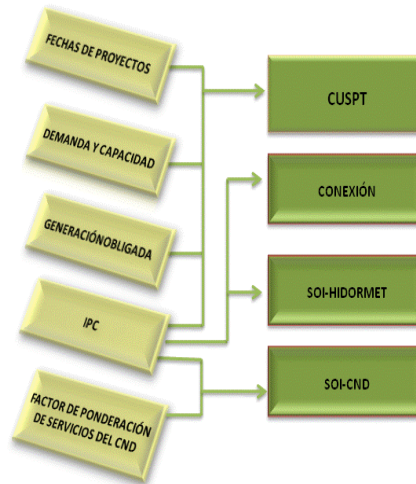 FECHAS DE PROYECTOS
DEMANDA Y CAPACIDAD
GENERACIÓNOBLIGADA
IPC
FACTOR DE PONDERACIÓN
DE SERVICIOS DEL CND
CUSPT
CONEXIÓN
SOI-HIDORMET
SOI-CND